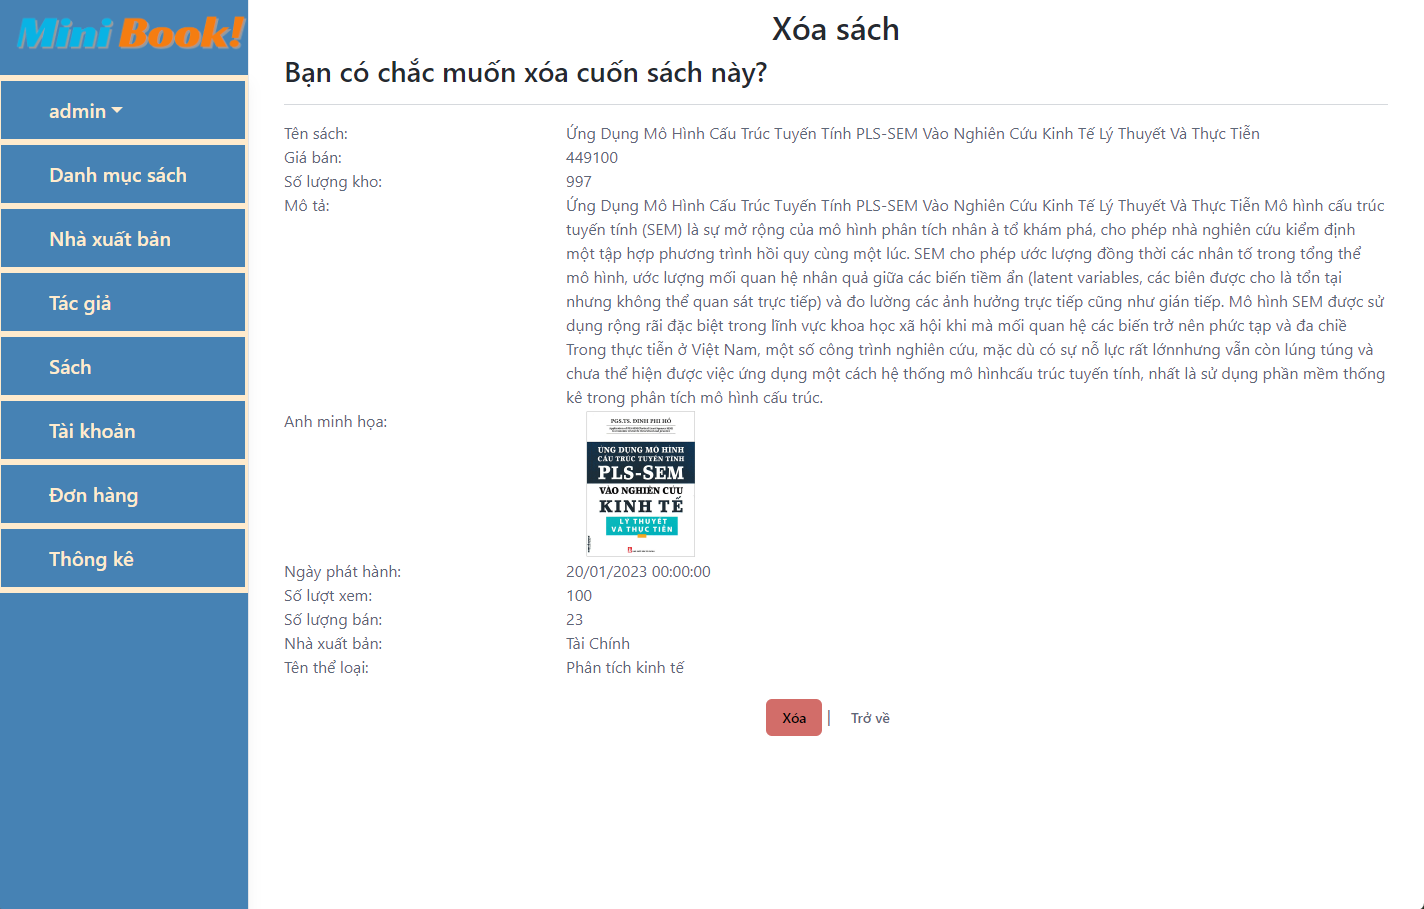 Mini Book!
admin
Danh mục sách
Nhà xuất bản
Tác giả
Sách
Tài khoản
Đơn hàng
Thông kê
Xóa sách
Bạn có chắc muốn xóa cuốn sách này?
Tên sách: Ứng Dụng Mô Hình Cấu Trúc Tuyến Tính PLS-SEM Vào Nghiên Cứu Kinh Tế Lý Thuyết Và Thực Tiễn
Giá bán: 449100
Số lượng kho: 997
Mô tả: Ứng Dụng Mô Hình Cấu Trúc Tuyến Tính PLS-SEM Vào Nghiên Cứu Kinh Tế Lý Thuyết Và Thực Tiễn Mô hình cấu trúc
tuyến tính (SEM) là sự mở rộng của mô hình phân tích nhân à tổ khám phá, cho phép nhà nghiên cứu kiểm định
một tập hợp phương trình hồi quy cùng một lúc. SEM cho phép ước lượng đồng thời các nhân tố trong tổng thể
mô hình, ước lượng mối quan hệ nhân quả giữa các biến tiềm ẩn (latent variables, các biên được cho là tồn tại
nhưng không thể quan sát trực tiếp) và đo lường các ảnh hưởng trực tiếp cũng như gián tiếp. Mô hình SEM được sử
dụng rộng rãi đặc biệt trong lĩnh vực khoa học xã hội khi mà mối quan hệ các biến trở nên phức tạp và đa chiề
Trong thực tiễn ở Việt Nam, một số công trình nghiên cứu, mặc dù có sự nỗ lực rất lớnnhưng vẫn còn lúng túng và
chưa thể hiện được việc ứng dụng một cách hệ thống mô hìnhcấu trúc tuyến tính, nhất là sử dụng phần mềm thống
kê trong phân tích mô hình cấu trúc.
Anh minh họa:
PGS.TS. ĐINH PHI HỔ
ỨNG DỤNG MÔ HÌNH
CẤU TRÚC TUYẾN TÍNH
PLS-SEM
VÀO NGHIÊN CỨU
KINH TẾ
LÝ THUYẾT
VÀ THỰC TIỄN
Ngày phát hành: 20/01/2023 00:00:00
Số lượt xem: 100
Số lượng bán: 23
Nhà xuất bản: Tài Chính
Tên thể loại: Phân tích kinh tế
Xóa | Trở về